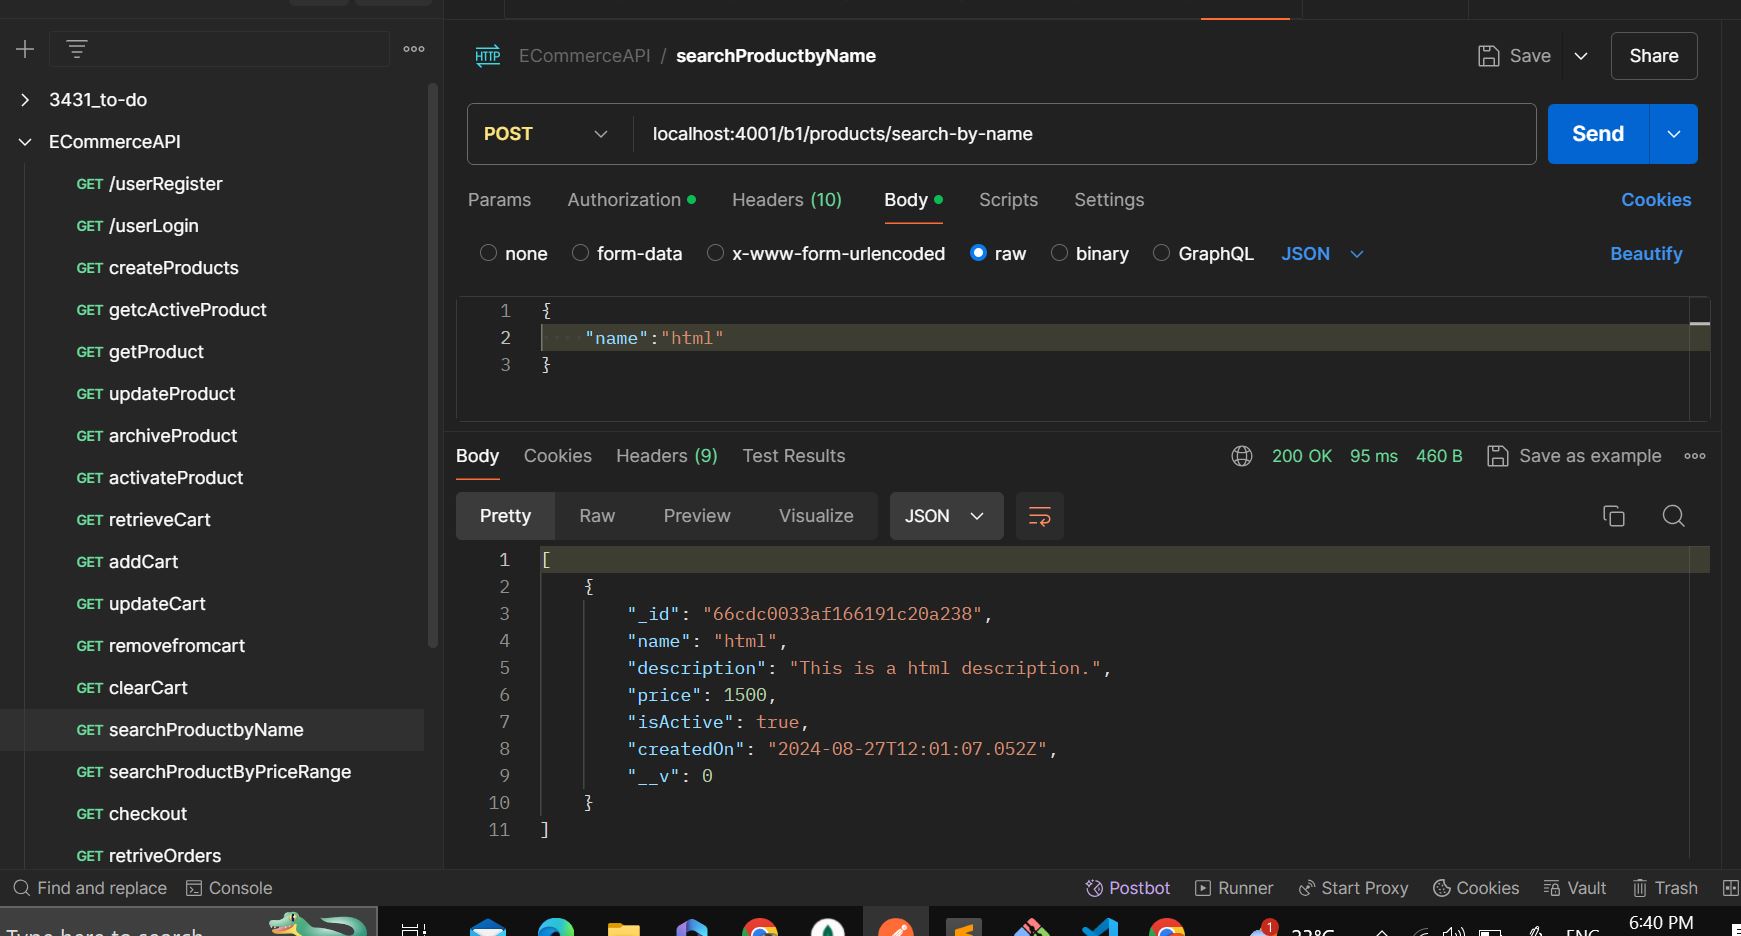 HTTP ECommerceAPI / searchProductbyName
Save
Share
3431_to-do
ECommerceAPI
GET /userRegister
GET /userLogin
GET createProducts
GET getcActiveProduct
GET getProduct
GET updateProduct
GET archiveProduct
GET activateProduct
GET retrieveCart
GET addCart
GET updateCart
GET removefromcart
GET clearCart
GET searchProductbyName
GET searchProductByPriceRange
GET checkout
GET retriveOrders
POST localhost:4001/b1/products/search-by-name
Send
Params Authorization Headers (10) Body Scripts Settings Cookies
none form-data x-www-form-urlencoded raw binary GraphQL JSON Beautify
1 {
2 "name":"html"
3 }
Body Cookies Headers (9) Test Results 200 OK 95 ms 460 B Save as example
Pretty Raw Preview Visualize JSON
1 [
2 {
3 "_id": "66cdc0033af166191c20a238",
4 "name": "html",
5 "description": "This is a html description.",
6 "price": 1500,
7 "isActive": true,
8 "createdOn": "2024-08-27T12:01:07.052Z",
9 "__v": 0
10 }
11 ]
Find and replace Console Postbot Runner Start Proxy Cookies Vault Trash
Type here to search
1
23°C
ENG
6:40 PM